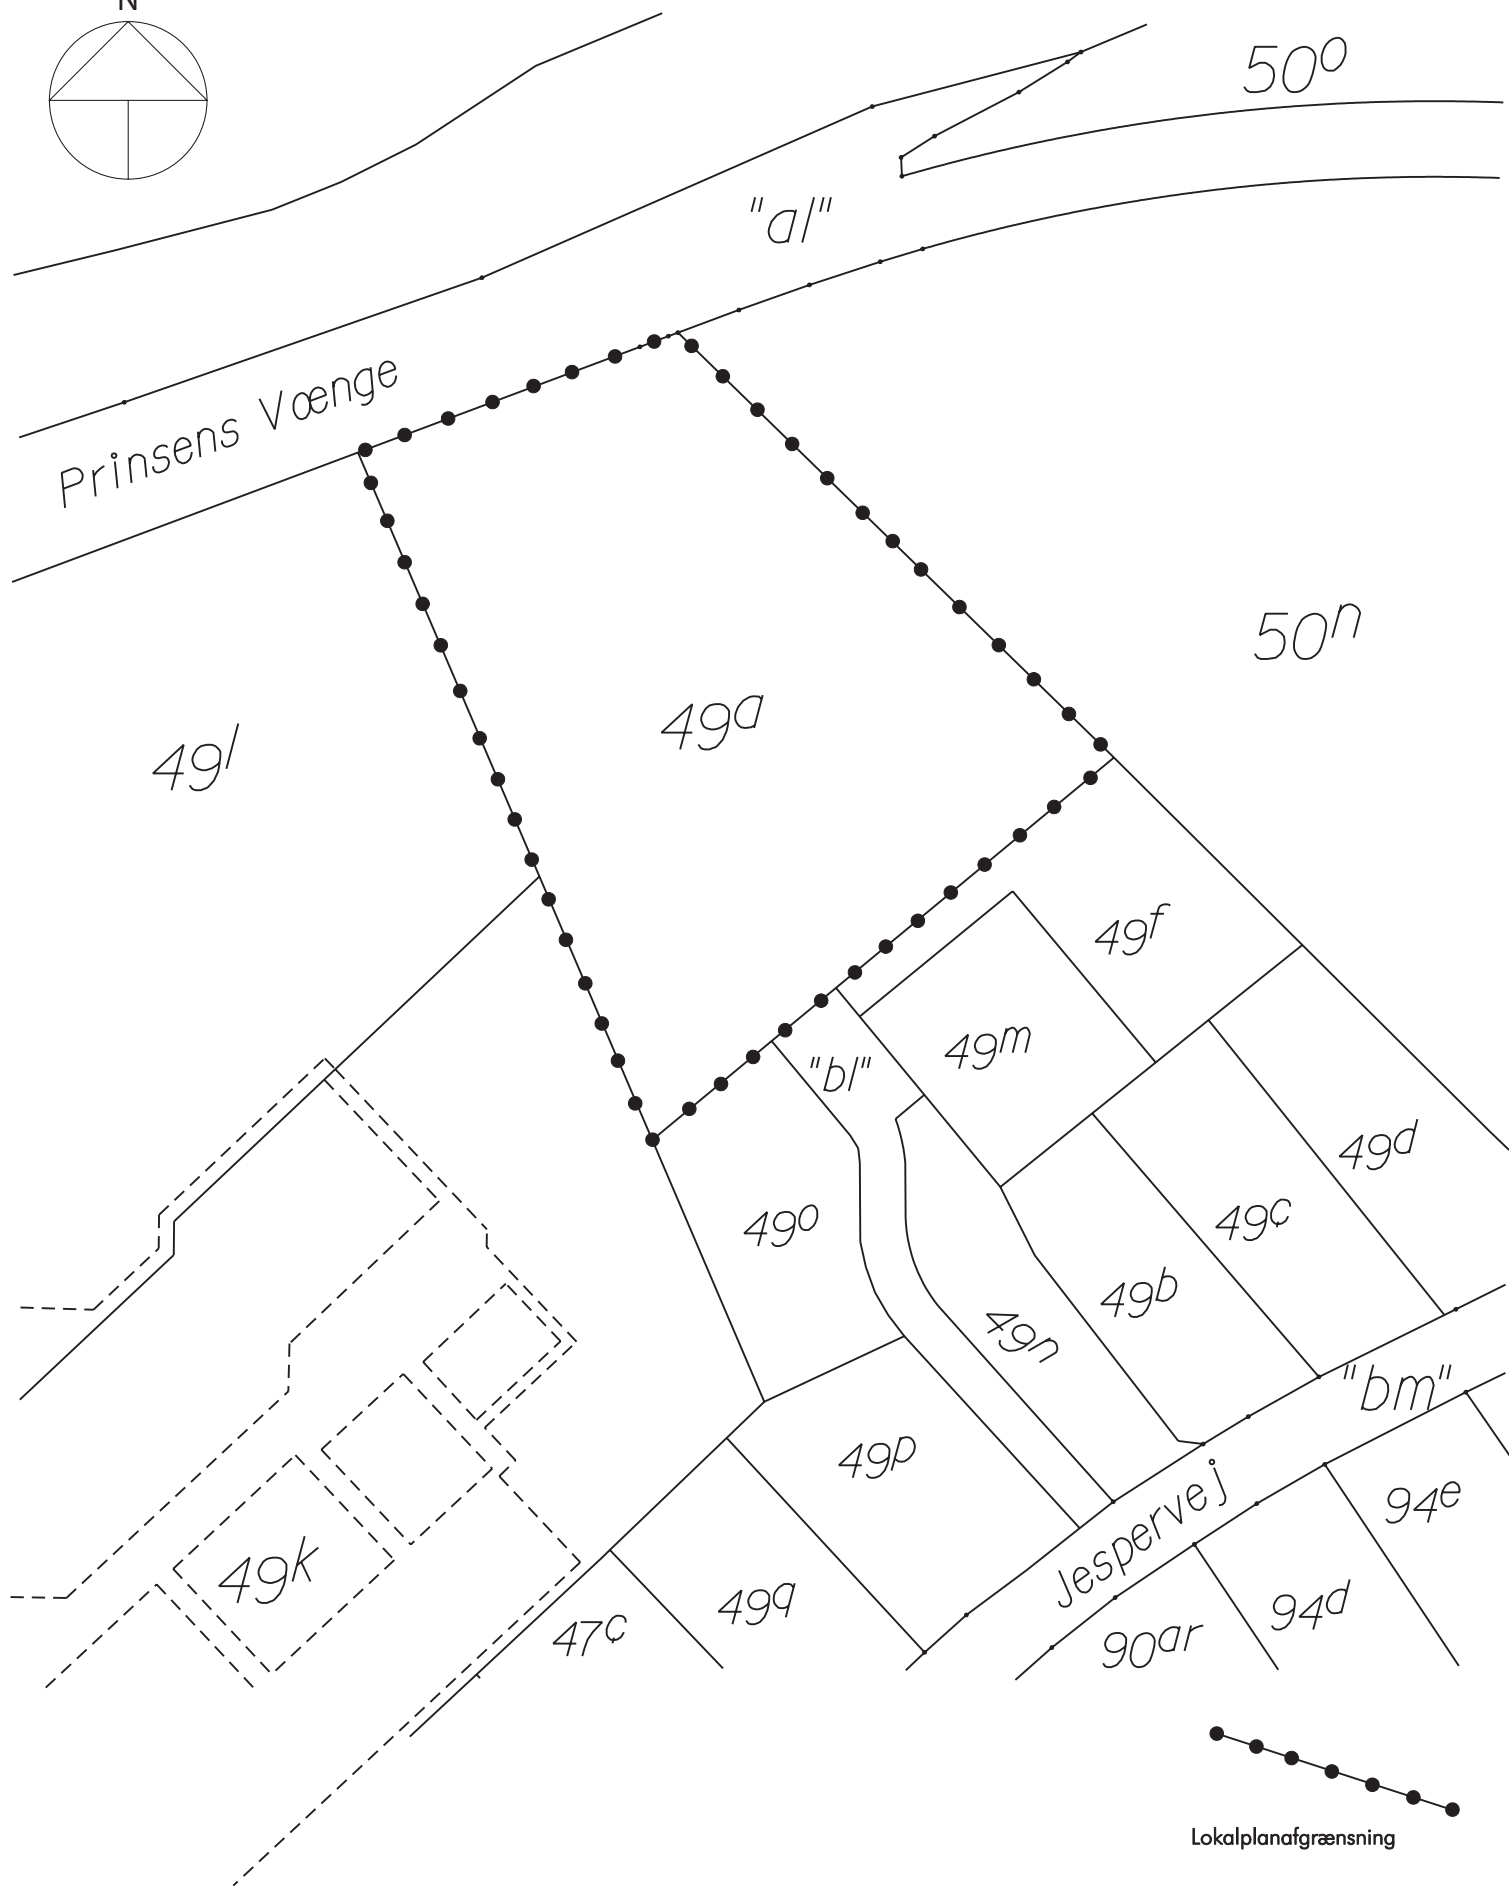 N
50o
"al"
Prinsens Vænge
50n
49a
49l
49f
49m
"bl"
49d
49o
49c
49b
49n
"bm"
49p
94e
Jespervej
49k
49q
94d
47c
90ar
Lokalplanafgrænsning